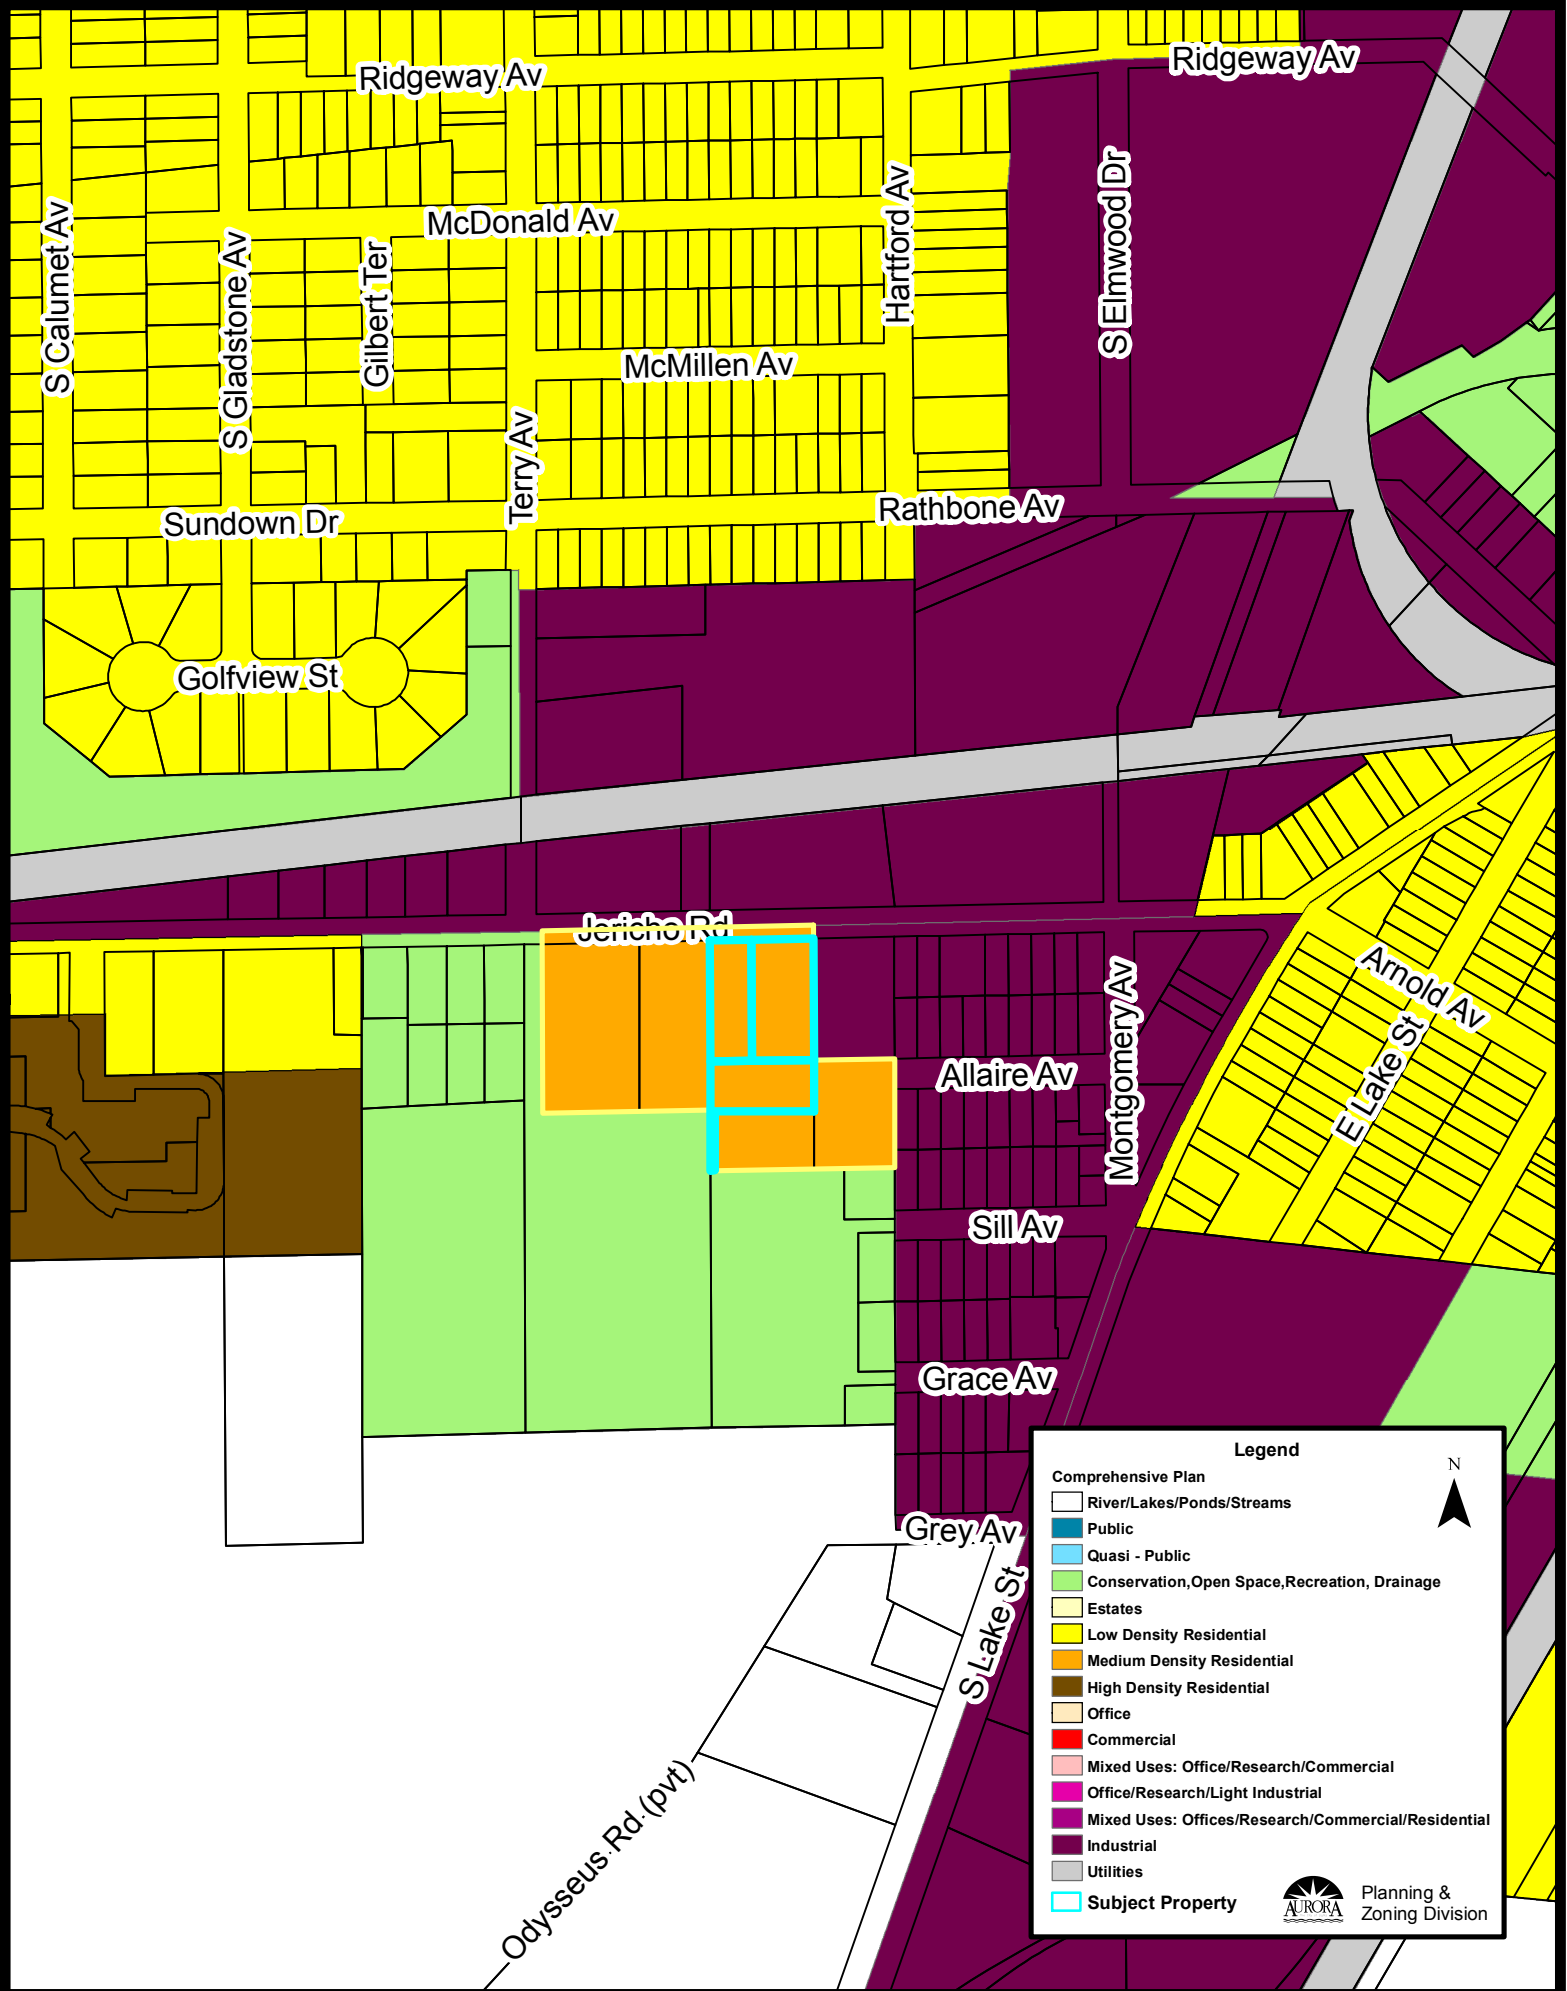 Ridgeway Av
Ridgeway Av
McDonald Av
S Calumet Av
S Gladstone Av
Gilbert Ter
Hartford Av
S Elmwood Dr
McMillen Av
Terry Av
Rathbone Av
Sundown Dr
Golfview St
Jericho Rd
Arnold Av
Montgomery Av
E Lake St
Allaire Av
Sill Av
Grace Av
Grey Av
S Lake St
Odysseus Rd (pvt)
Legend
N
Comprehensive Plan
River/Lakes/Ponds/Streams
Public
Quasi - Public
Conservation,Open Space,Recreation, Drainage
Estates
Low Density Residential
Medium Density Residential
High Density Residential
Office
Commercial
Mixed Uses: Office/Research/Commercial
Office/Research/Light Industrial
Mixed Uses: Offices/Research/Commercial/Residential
Industrial
Utilities
Subject Property
AURORA
Planning &
Zoning Division